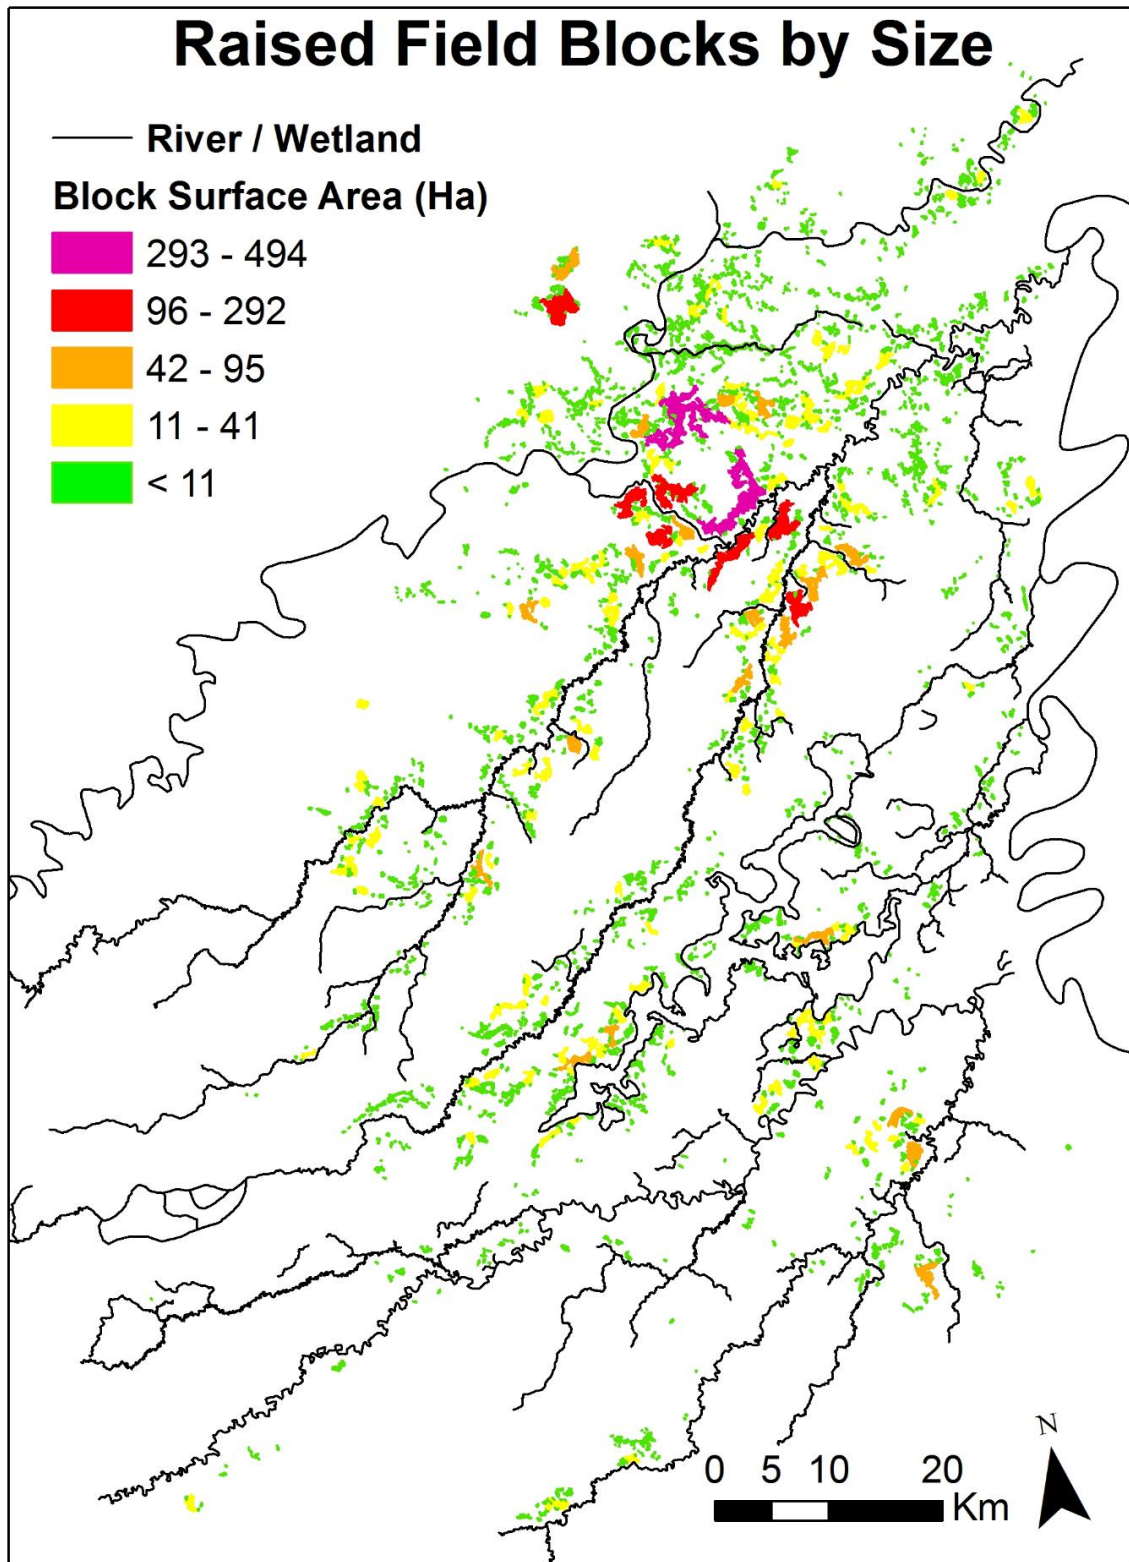 Raised Field Blocks by Size
River / Wetland
Block Surface Area (Ha)
293 - 494
96 - 292
42 - 95
11 - 41
< 11
N
0 5 10 20
Km